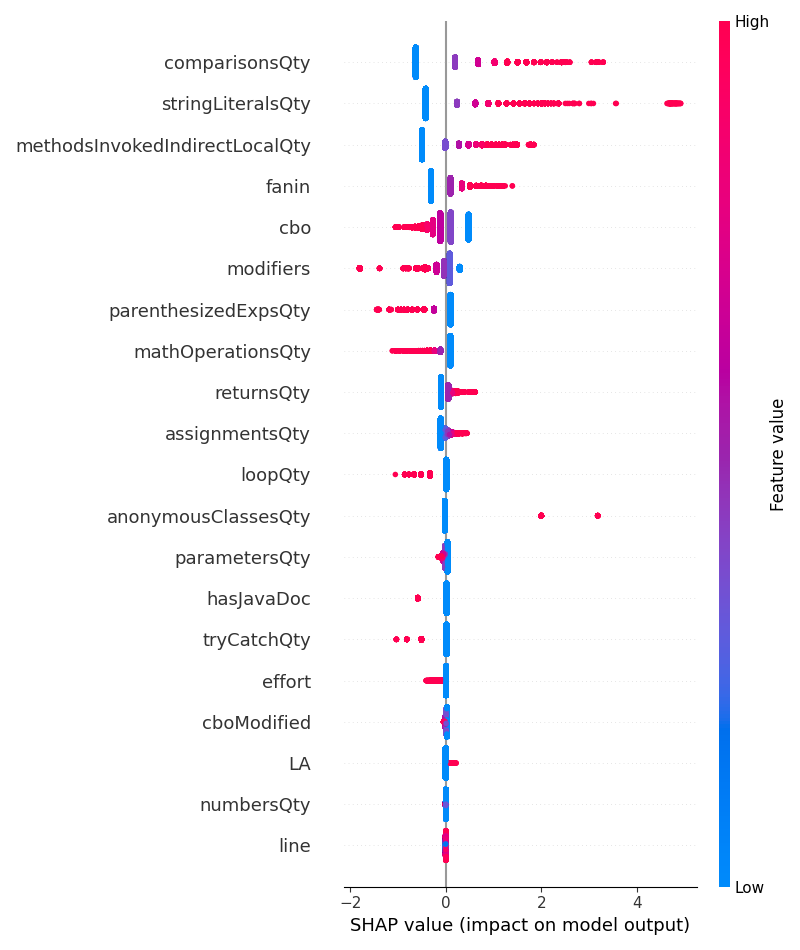 High
comparisonsQty
stringLiteralsQty
methodsInvokedIndirectLocalQty
fanin
cbo
modifiers
parenthesizedExpsQty
mathOperationsQty
returnsQty
assignmentsQty
loopQty
anonymousClassesQty
parametersQty
hasJavaDoc
tryCatchQty
effort
cboModified
LA
numbersQty
line
Feature value
Low
−2 0 2 4
SHAP value (impact on model output)